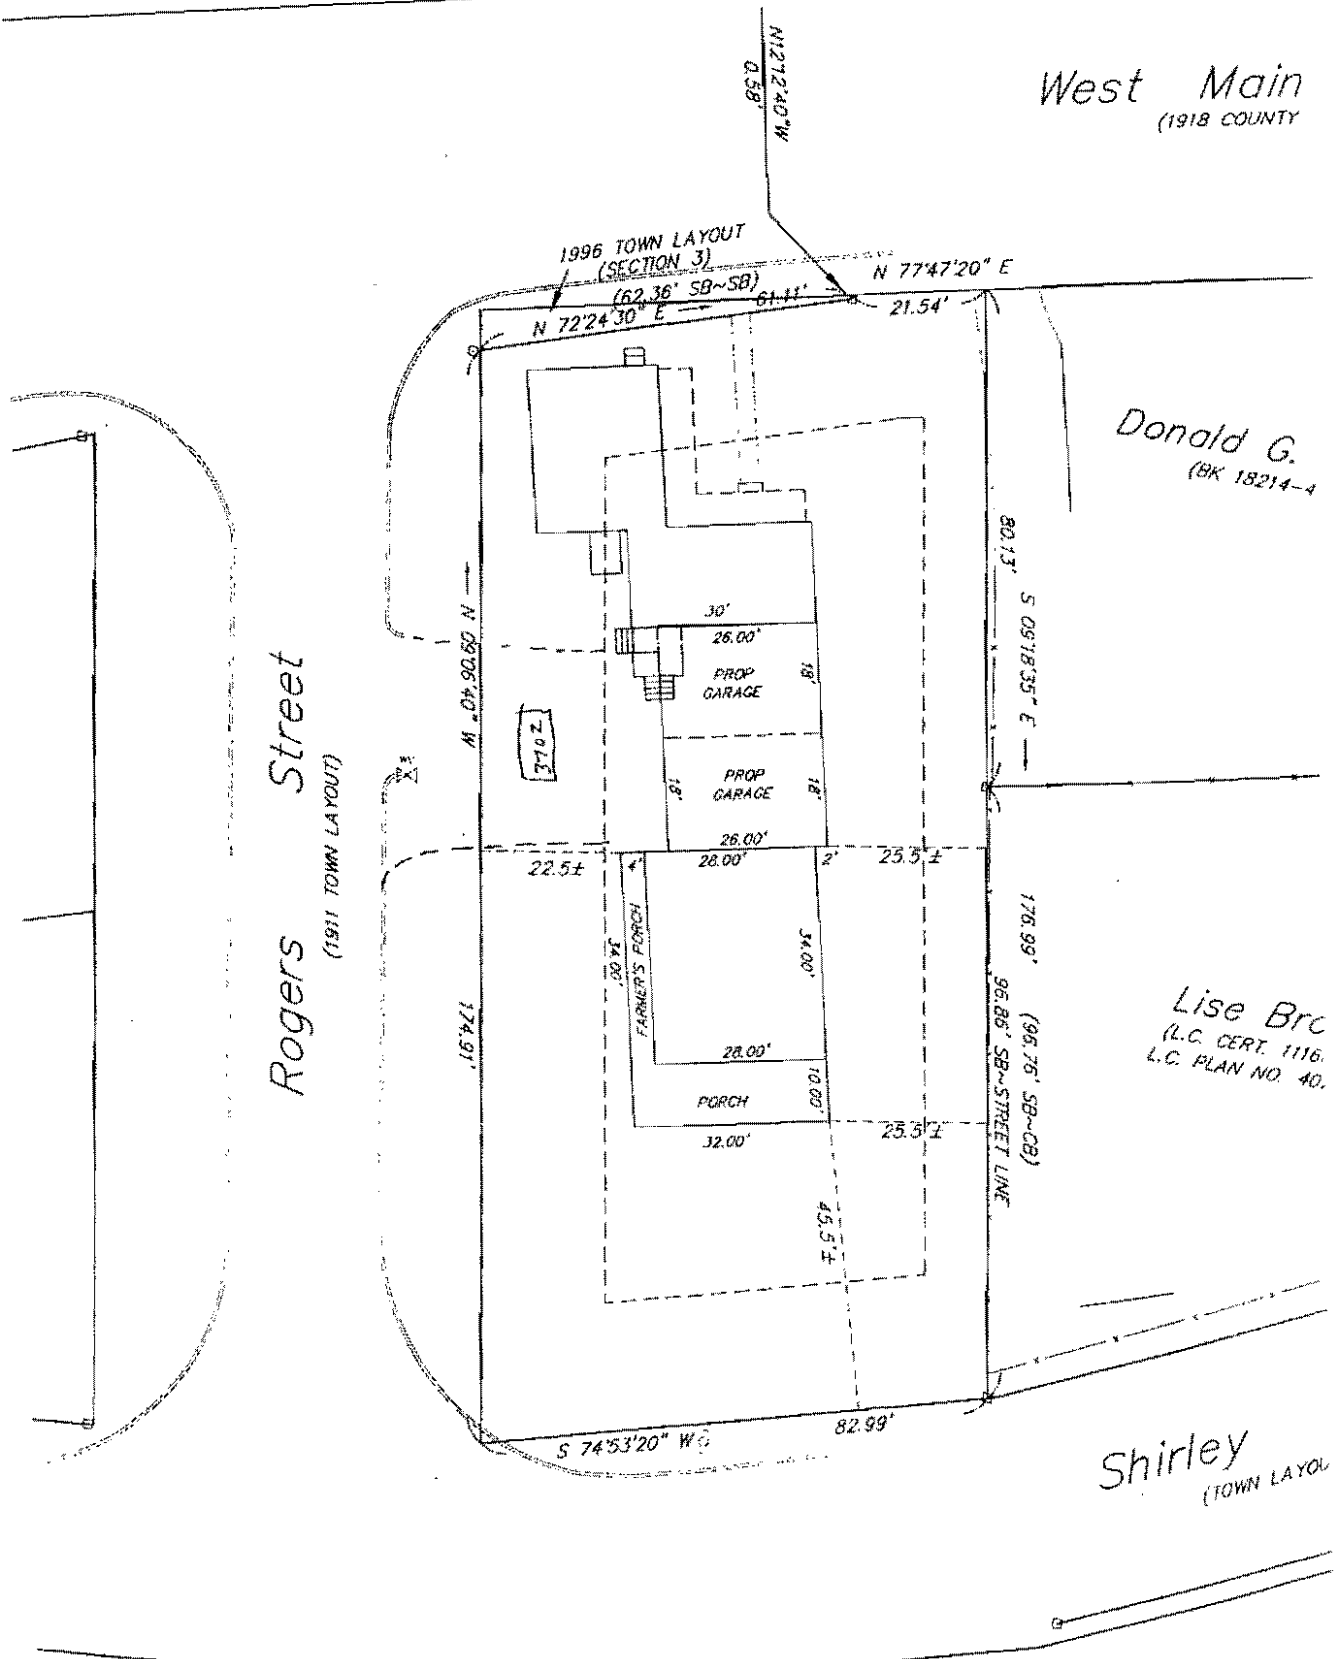 N12°12'40"W
0.58'
West Main
(1918 COUNTY
1996 TOWN LAYOUT
(SECTION 3)
(62.36' SB~SB)
61.11'
N 72°24'30" E
N 77°47'20" E
21.54'
Donald G.
(BK 18214-4
80.13'
S 09°18'35" E
30'
26.00'
PROP
GARAGE
18'
N 09°06'40" W
3702
PROP
GARAGE
18'
18'
26.00'
Rogers Street
(1911 TOWN LAYOUT)
22.5±
4'
28.00'
2'
25.5'±
34.00'
FARMER'S PORCH
34.00'
174.91'
28.00'
10.00'
PORCH
32.00'
25.5'±
176.99'
(96.76' SB~CB)
96.86' SB~STREET LINE
Lise Bro
(L.C. CERT. 1116.
L.C. PLAN NO. 40.
45.5'±
S 74°53'20" W
82.99'
Shirley
(TOWN LAYOU